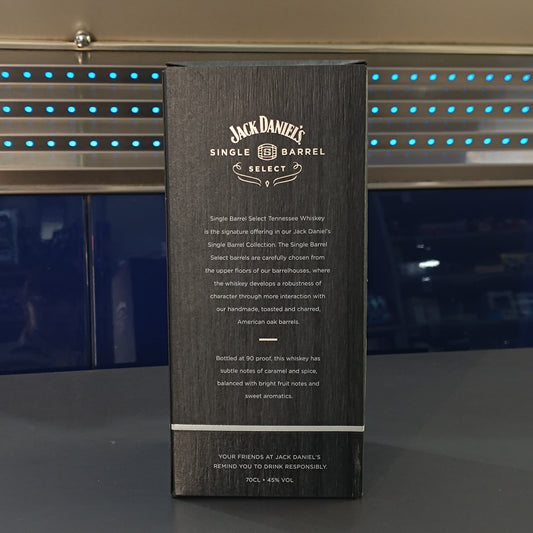 JACK DANIEL'S
SINGLE BARREL
SELECT
Single Barrel Select Tennessee Whiskey
is the signature offering in our Jack Daniel's
Single Barrel Collection. The Single Barrel
Select barrels are carefully chosen from
the upper floors of our barrelhouses, where
the whiskey develops a robustness of
character through more interaction with
our handmade, toasted and charred,
American oak barrels.
Bottled at 90 proof, this whiskey has
subtle notes of caramel and spice,
balanced with bright fruit notes and
sweet aromatics.
YOUR FRIENDS AT JACK DANIEL'S
REMIND YOU TO DRINK RESPONSIBLY.
70CL • 45% VOL